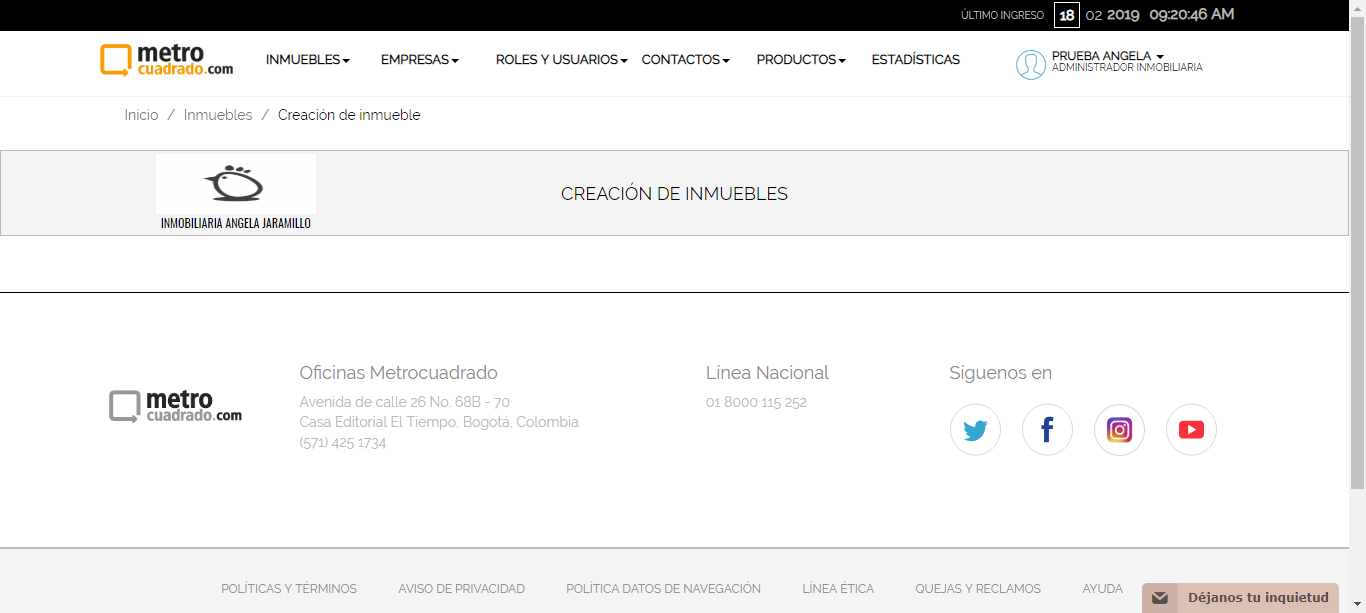 ÚLTIMO INGRESO 18 02 2019 09:20:46 AM
metro
cuadrado.com
INMUEBLES EMPRESAS ROLES Y USUARIOS CONTACTOS PRODUCTOS ESTADÍSTICAS
PRUEBA ANGELA
ADMINISTRADOR INMOBILIARIA
Inicio / Inmuebles / Creación de inmueble
INMOBILIARIA ANGELA JARAMILLO
CREACIÓN DE INMUEBLES
metro
cuadrado.com
Oficinas Metrocuadrado
Avenida de calle 26 No. 68B - 70
Casa Editorial El Tiempo, Bogotá, Colombia.
(571) 425 1734
Línea Nacional
01 8000 115 252
Síguenos en
POLÍTICAS Y TÉRMINOS AVISO DE PRIVACIDAD POLÍTICA DATOS DE NAVEGACIÓN LÍNEA ÉTICA QUEJAS Y RECLAMOS AYUDA
Déjanos tu inquietud